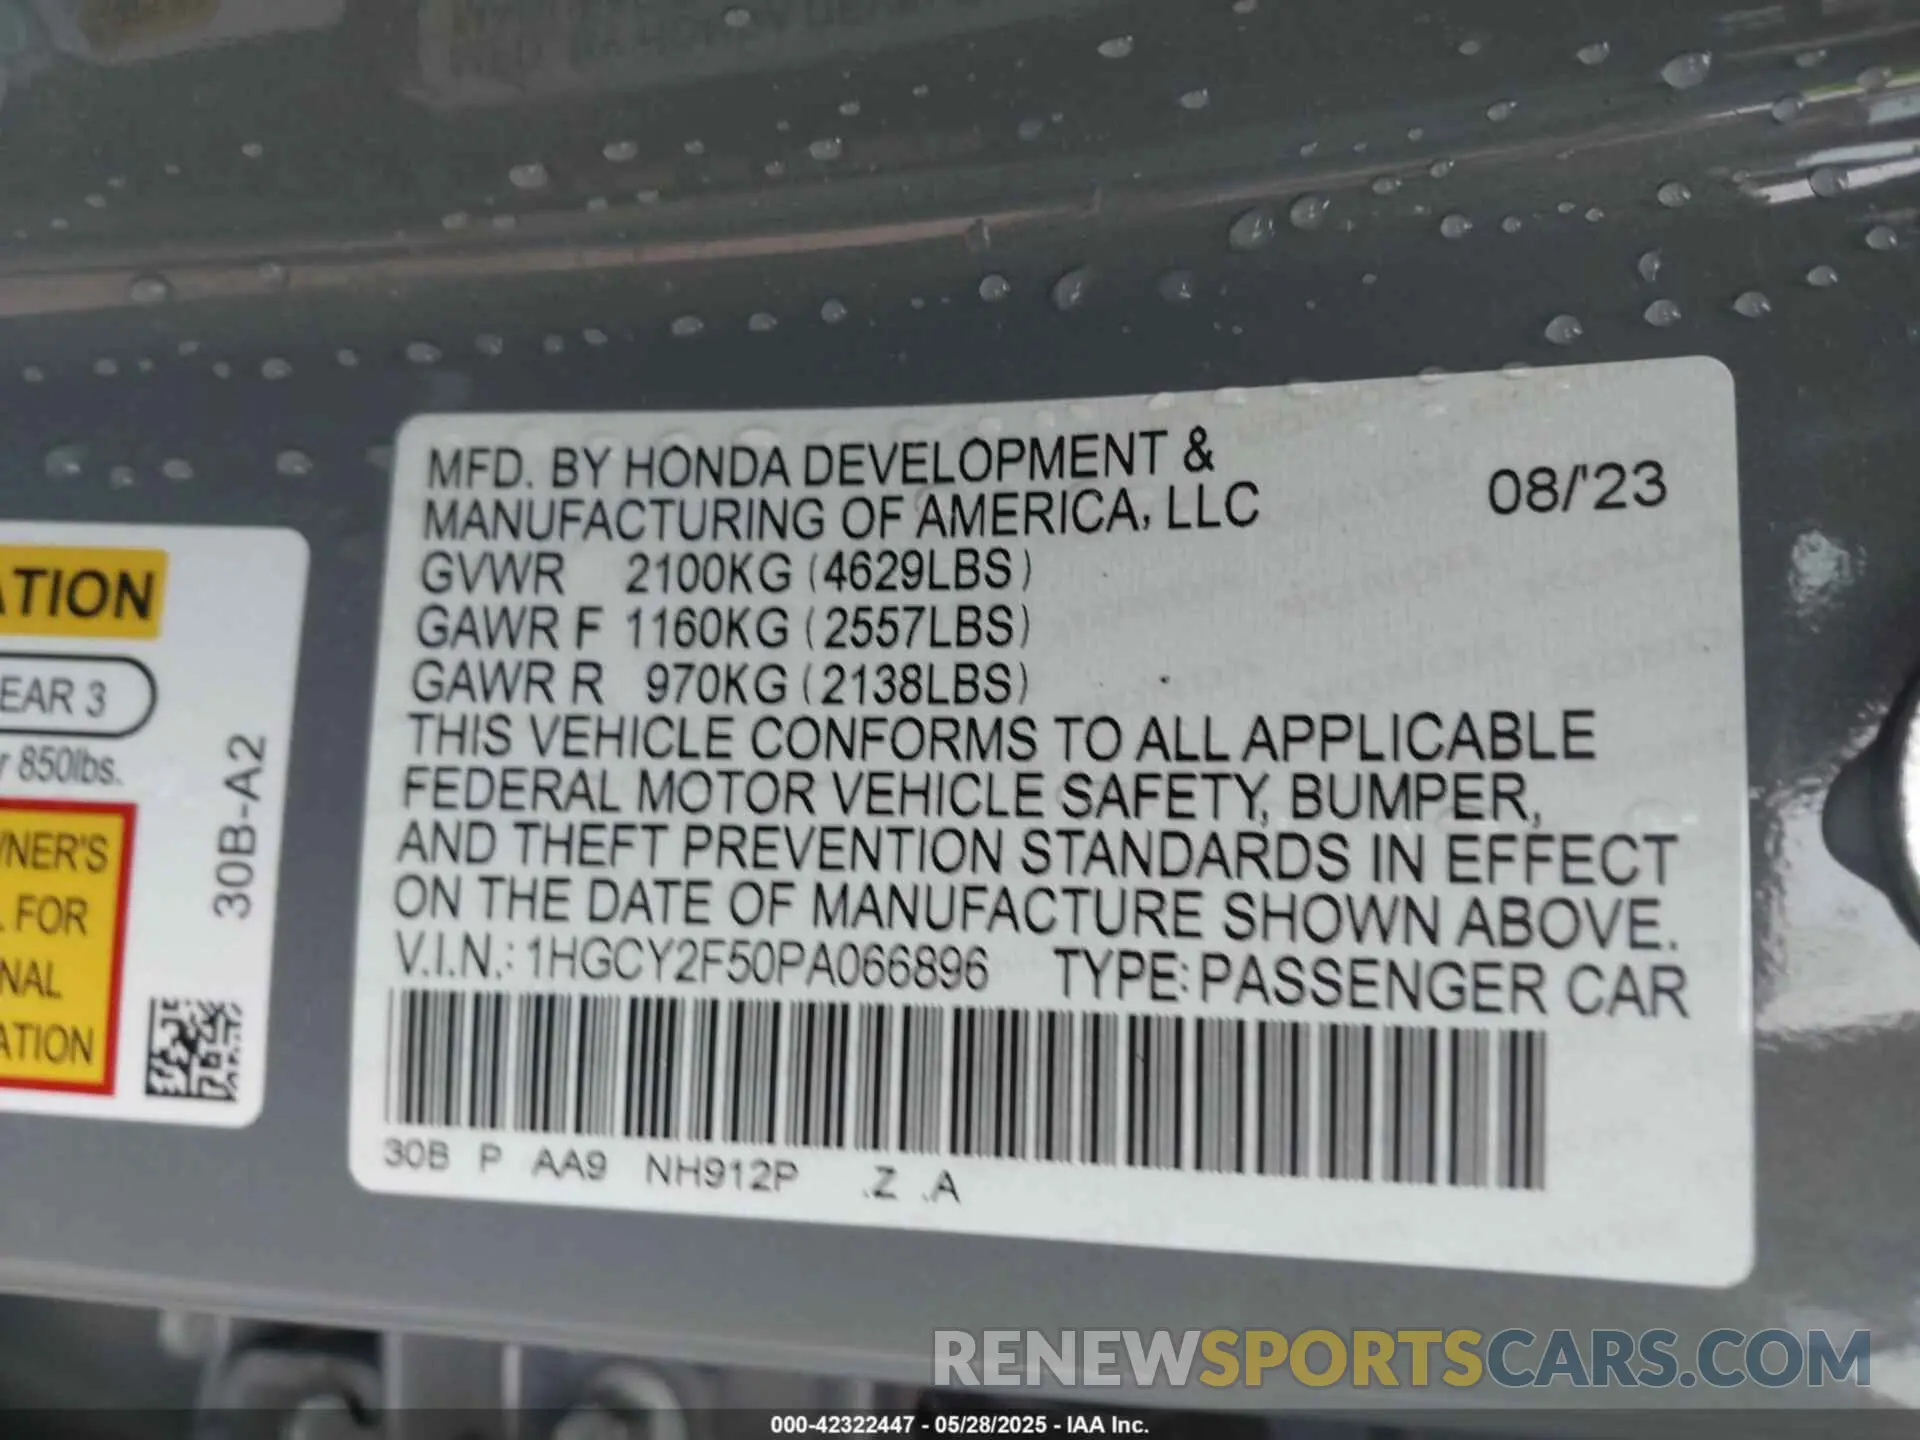 MFD. BY HONDA DEVELOPMENT &
MANUFACTURING OF AMERICA, LLC
08/'23
GVWR 2100KG (4629LBS)
GAWR F 1160KG (2557LBS)
GAWR R 970KG (2138LBS)
THIS VEHICLE CONFORMS TO ALL APPLICABLE
FEDERAL MOTOR VEHICLE SAFETY, BUMPER,
AND THEFT PREVENTION STANDARDS IN EFFECT
ON THE DATE OF MANUFACTURE SHOWN ABOVE.
V.I.N.: 1HGCY2F50PA066896 TYPE: PASSENGER CAR
30B P AA9 NH912P .Z .A
ATION
EAR 3
r 850lbs.
NER'S
. FOR
NAL
ATION
30B-A2
RENEWSPORTSCARS.COM
000-42322447 - 05/28/2025 - IAA Inc.